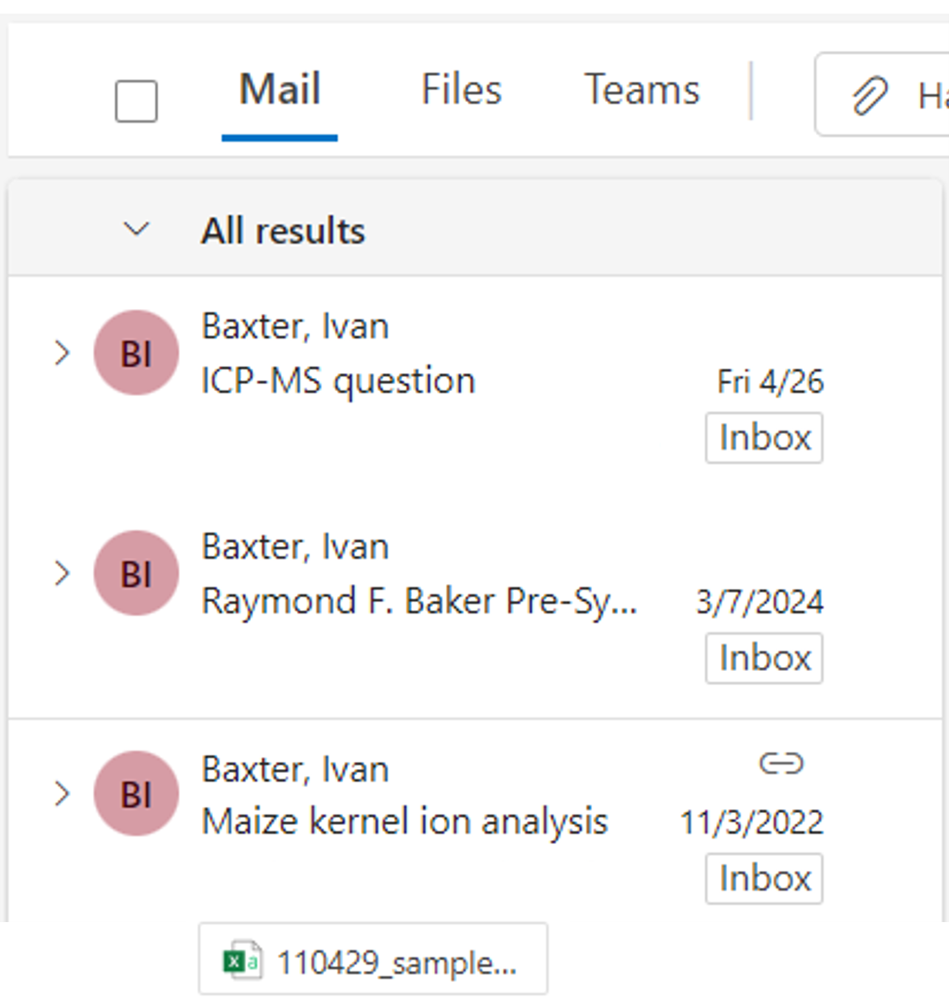 Mail Files Teams
All results
BI
Baxter, Ivan
ICP-MS question Fri 4/26
Inbox
BI
Baxter, Ivan
Raymond F. Baker Pre-Sy... 3/7/2024
Inbox
BI
Baxter, Ivan
Maize kernel ion analysis 11/3/2022
Inbox
110429_sample...